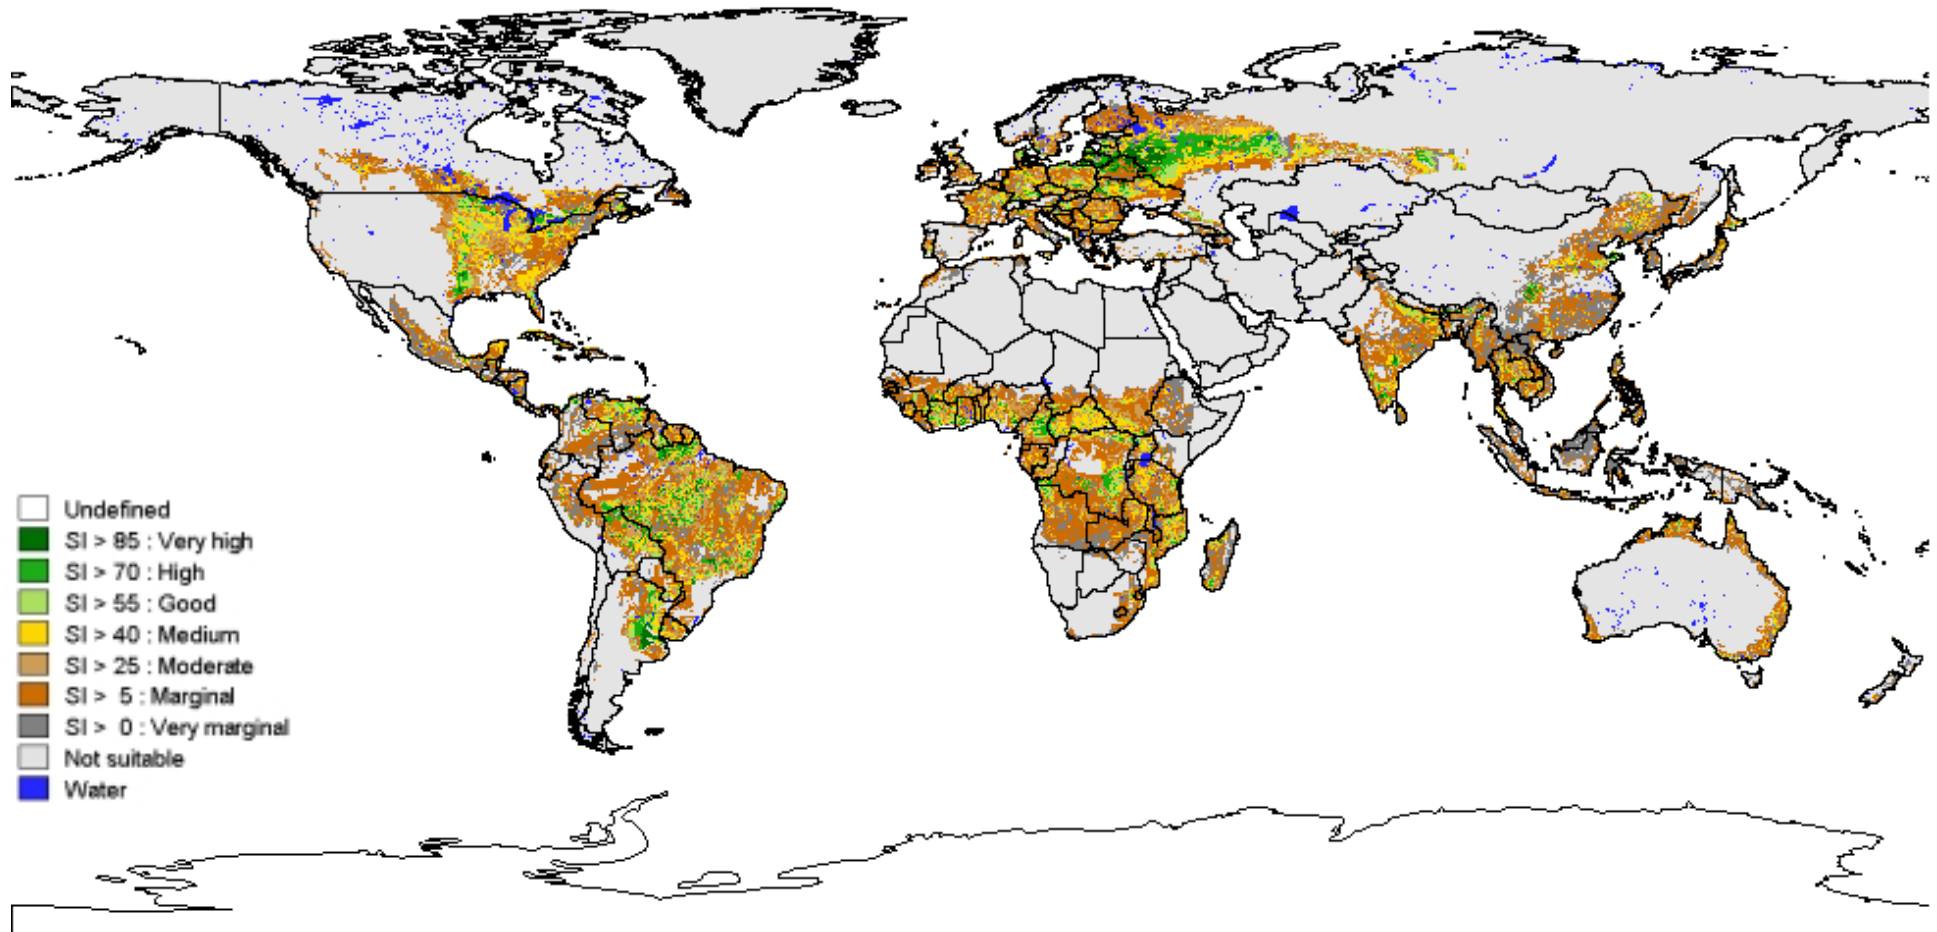 Undefined
SI > 85 : Very high
SI > 70 : High
SI > 55 : Good
SI > 40 : Medium
SI > 25 : Moderate
SI > 5 : Marginal
SI > 0 : Very marginal
Not suitable
Water